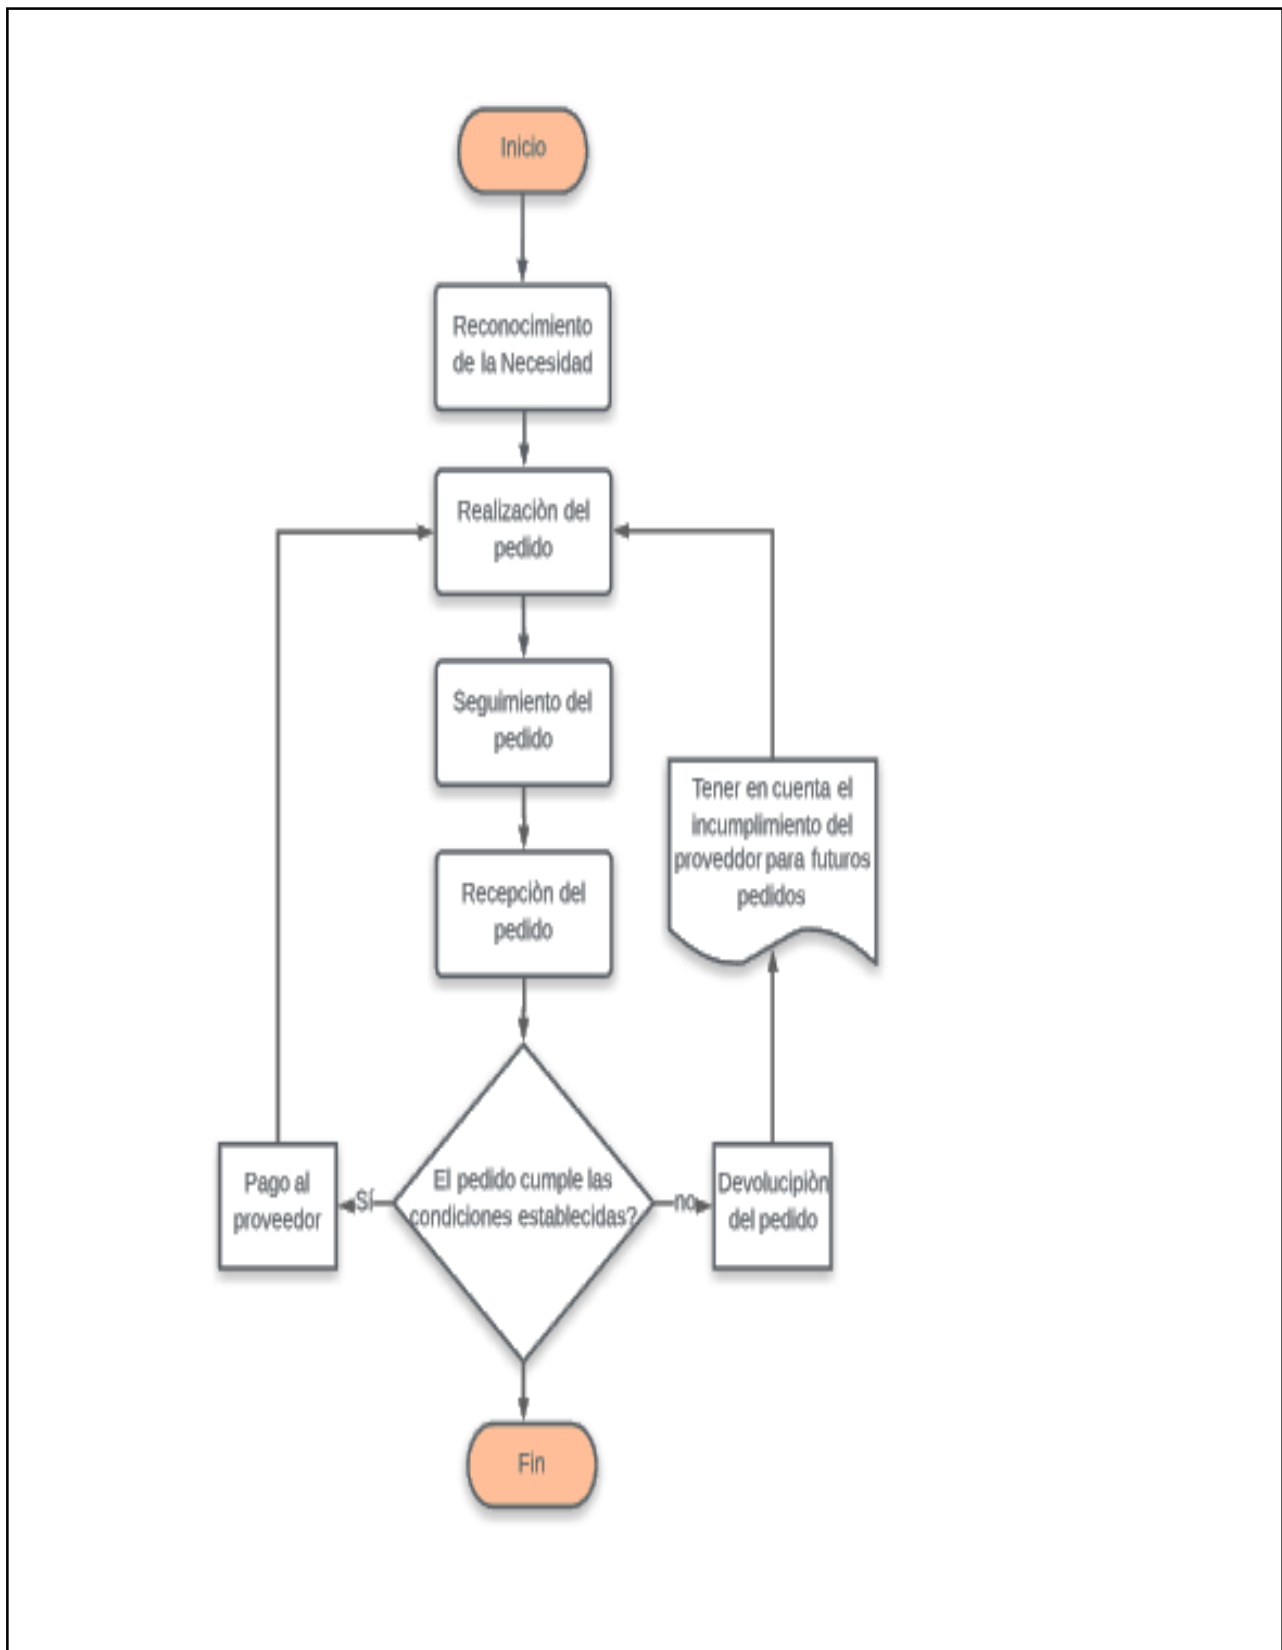 Inicio
Reconocimiento
de la Necesidad
Realizaciòn del
pedido
Seguimiento del
pedido
Tener en cuenta el
incumplimiento del
proveddor para futuros
pedidos
Recepciòn del
pedido
El pedido cumple las
condiciones establecidas?
Sí
Pago al
proveedor
no
Devolucipiòn
del pedido
Fin